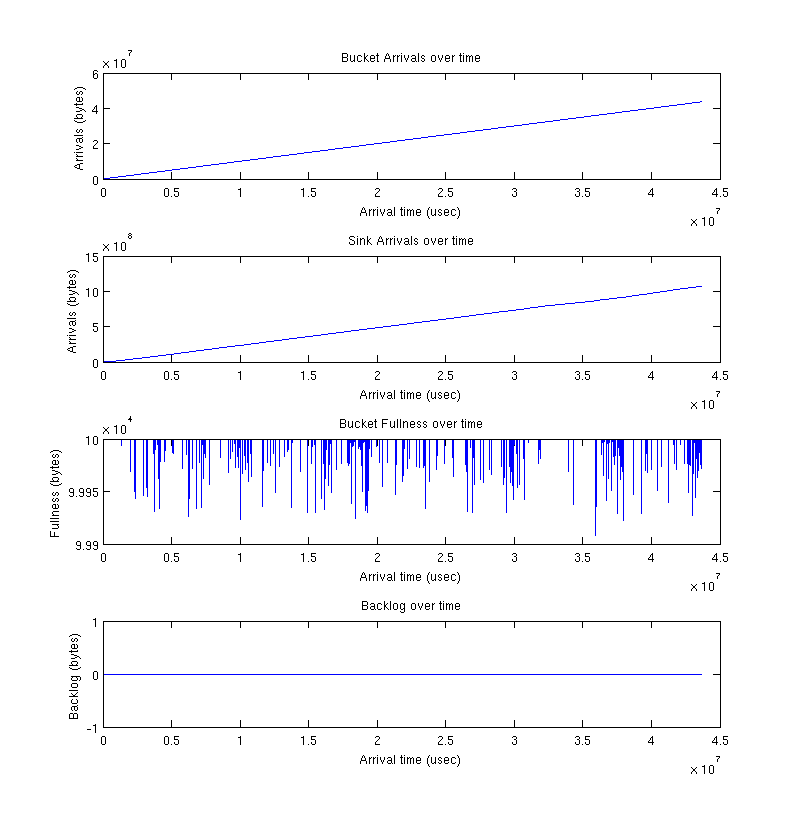 × 10^7
Bucket Arrivals over time
6
4
2
0
Arrivals (bytes)
0 0.5 1 1.5 2 2.5 3 3.5 4 4.5
Arrival time (usec)
× 10^7
× 10^8
Sink Arrivals over time
15
10
5
0
Arrivals (bytes)
0 0.5 1 1.5 2 2.5 3 3.5 4 4.5
Arrival time (usec)
× 10^7
× 10^4
Bucket Fullness over time
10
9.995
9.99
Fullness (bytes)
0 0.5 1 1.5 2 2.5 3 3.5 4 4.5
Arrival time (usec)
× 10^7
Backlog over time
1
0
-1
Backlog (bytes)
0 0.5 1 1.5 2 2.5 3 3.5 4 4.5
Arrival time (usec)
× 10^7